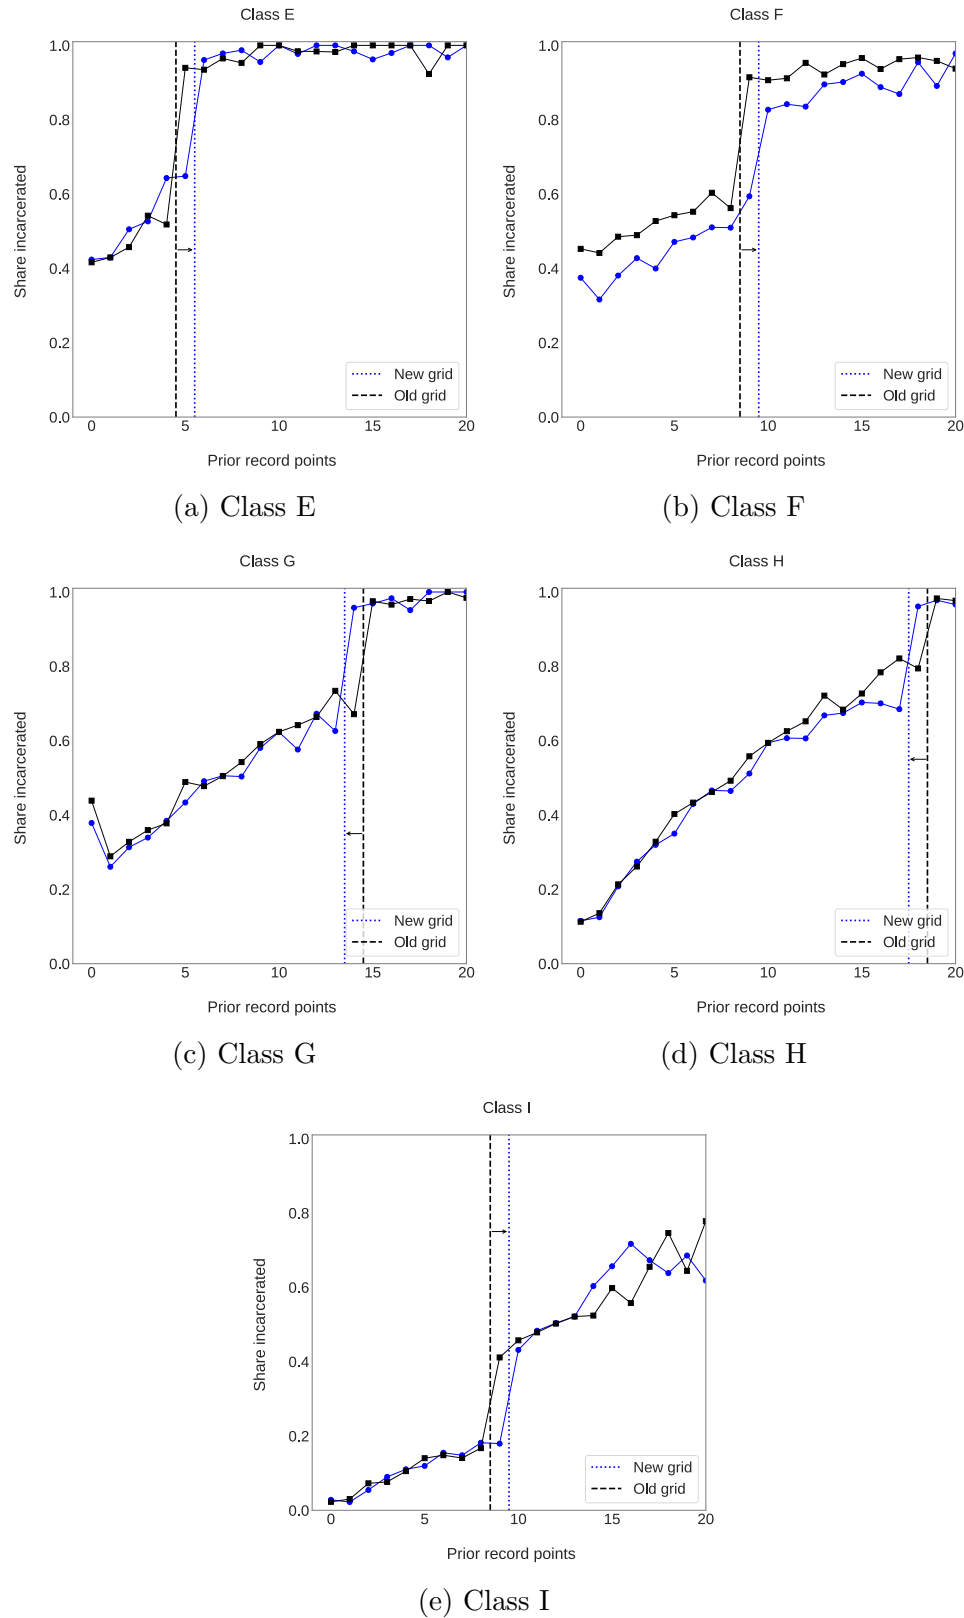 Class E
Share incarcerated
1.0
0.8
0.6
0.4
0.2
0.0
0 5 10 15 20
New grid
Old grid
Prior record points
(a) Class E
Class F
Share incarcerated
1.0
0.8
0.6
0.4
0.2
0.0
0 5 10 15 20
New grid
Old grid
Prior record points
(b) Class F
Class G
Share incarcerated
1.0
0.8
0.6
0.4
0.2
0.0
0 5 10 15 20
New grid
Old grid
Prior record points
(c) Class G
Class H
Share incarcerated
1.0
0.8
0.6
0.4
0.2
0.0
0 5 10 15 20
New grid
Old grid
Prior record points
(d) Class H
Class I
Share incarcerated
1.0
0.8
0.6
0.4
0.2
0.0
0 5 10 15 20
New grid
Old grid
Prior record points
(e) Class I